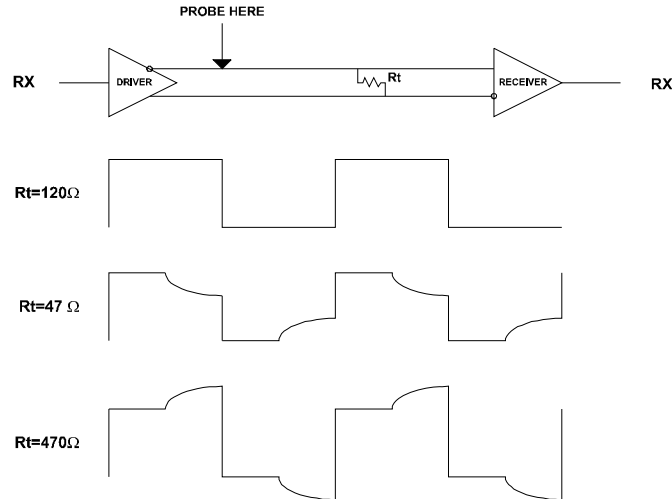 PROBE HERE
RX
DRIVER
Rt
RECEIVER
RX
Rt=120Ω
Rt=47 Ω
Rt=470Ω